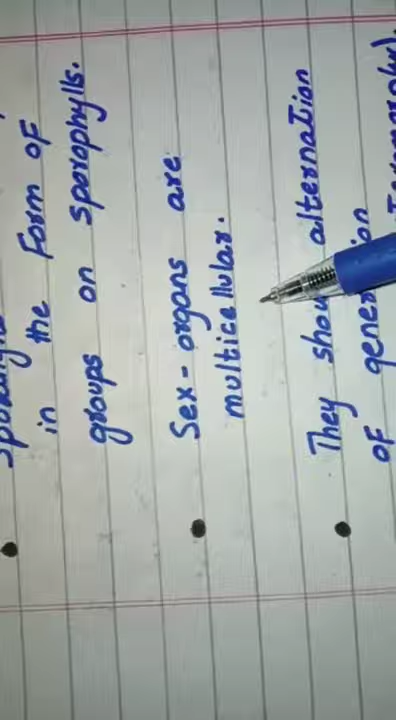 in the Form of
groups on sporophylls.
Sex-organs are
multicellular.
They show alternation
of